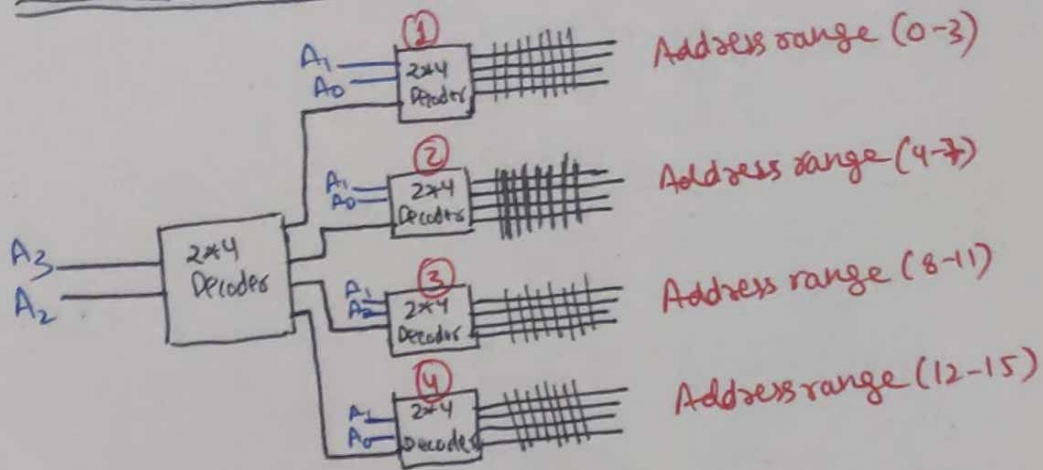 ①
A₁
A₀
2*4
Decoder
Address range (0-3)
②
A₁
A₀
2*4
Decoder
Address range (4-7)
A₃
A₂
2*4
Decoder
③
A₁
A₂
2*4
Decoder
Address range (8-11)
④
A₁
A₀
2*4
Decoder
Address range (12-15)